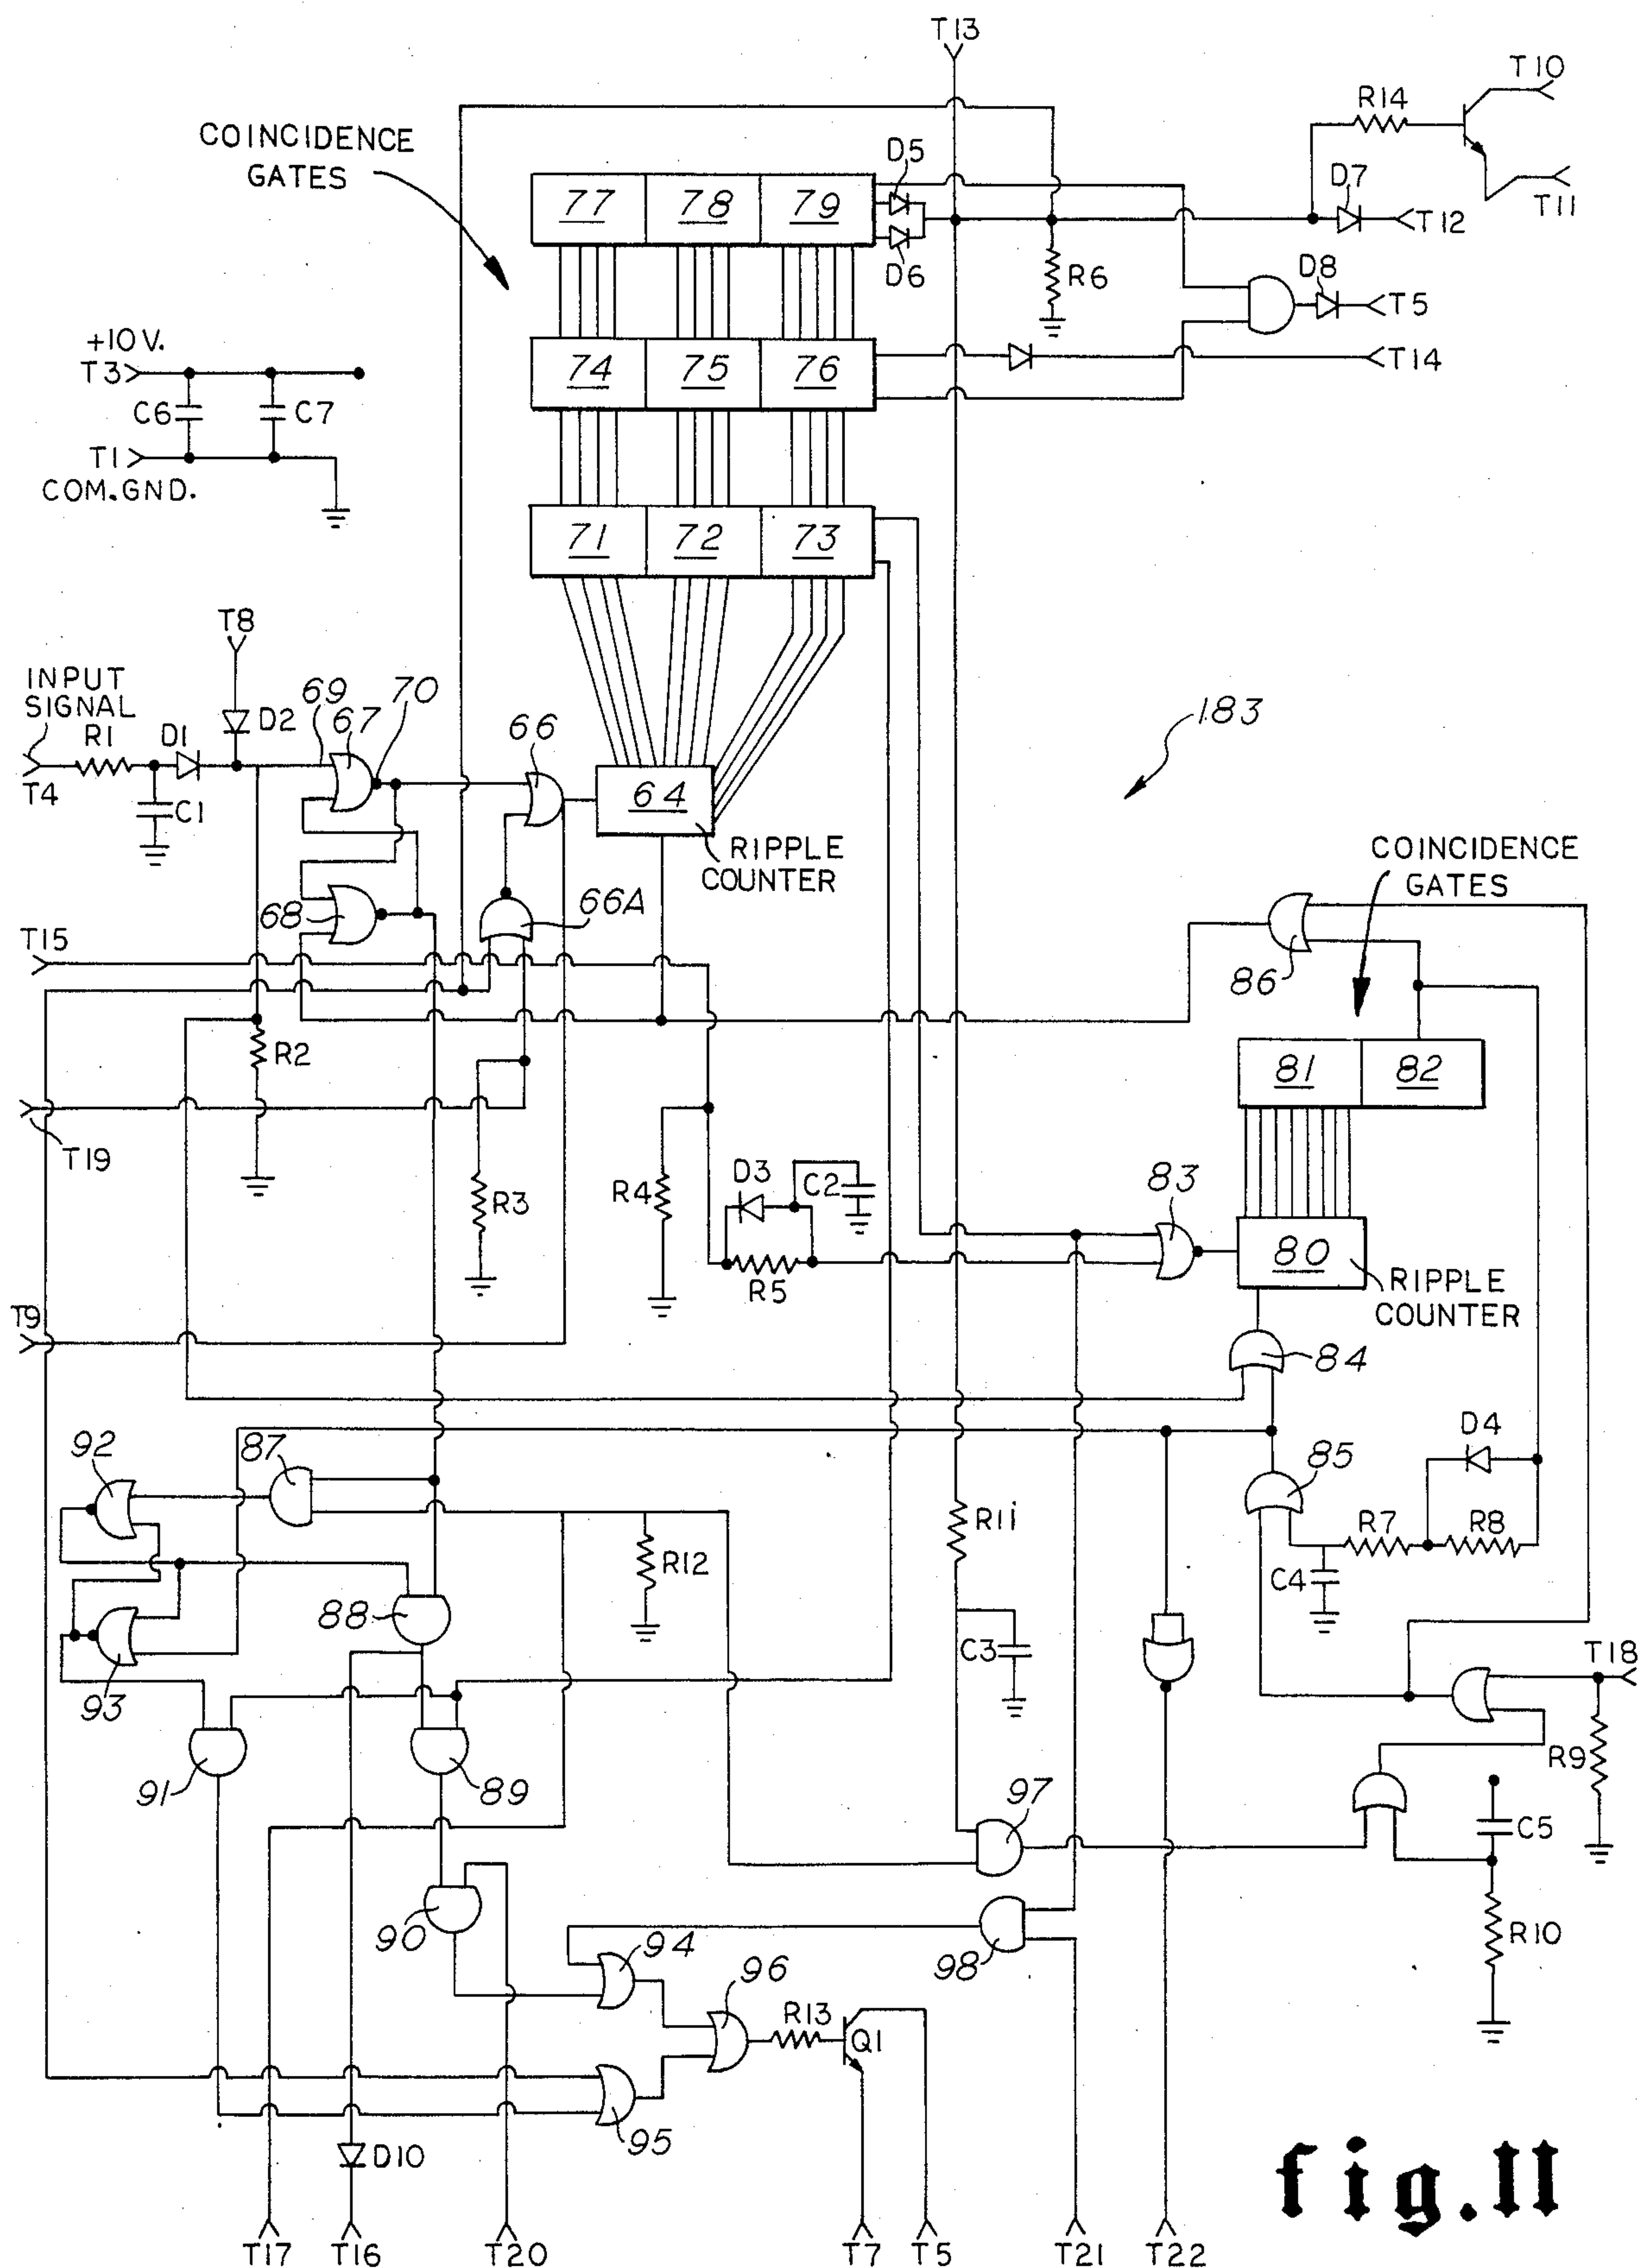 T13
T10
R14
COINCIDENCE
GATES
D5
D7
77 78 79
T11
T12
D6
R6
D8
T5
+10V.
T3
74 75 76
T14
C6 C7
T1
COM.GND.
71 72 73
T8
INPUT
SIGNAL
69
70
67
66
183
R1
D1
D2
T4
C1
64
RIPPLE
COUNTER
COINCIDENCE
GATES
68
66A
T15
86
R2
81 82
T19
R3
R4
D3
C2
83
R5
80
RIPPLE
COUNTER
T9
84
92
87
D4
85
R11
R7
R8
R12
C4
88
C3
T18
93
R9
91
89
97
C5
90
94
98
R10
96
R13
Q1
95
D10
fig.11
T17
T16
T20
T7
T5
T21
T22